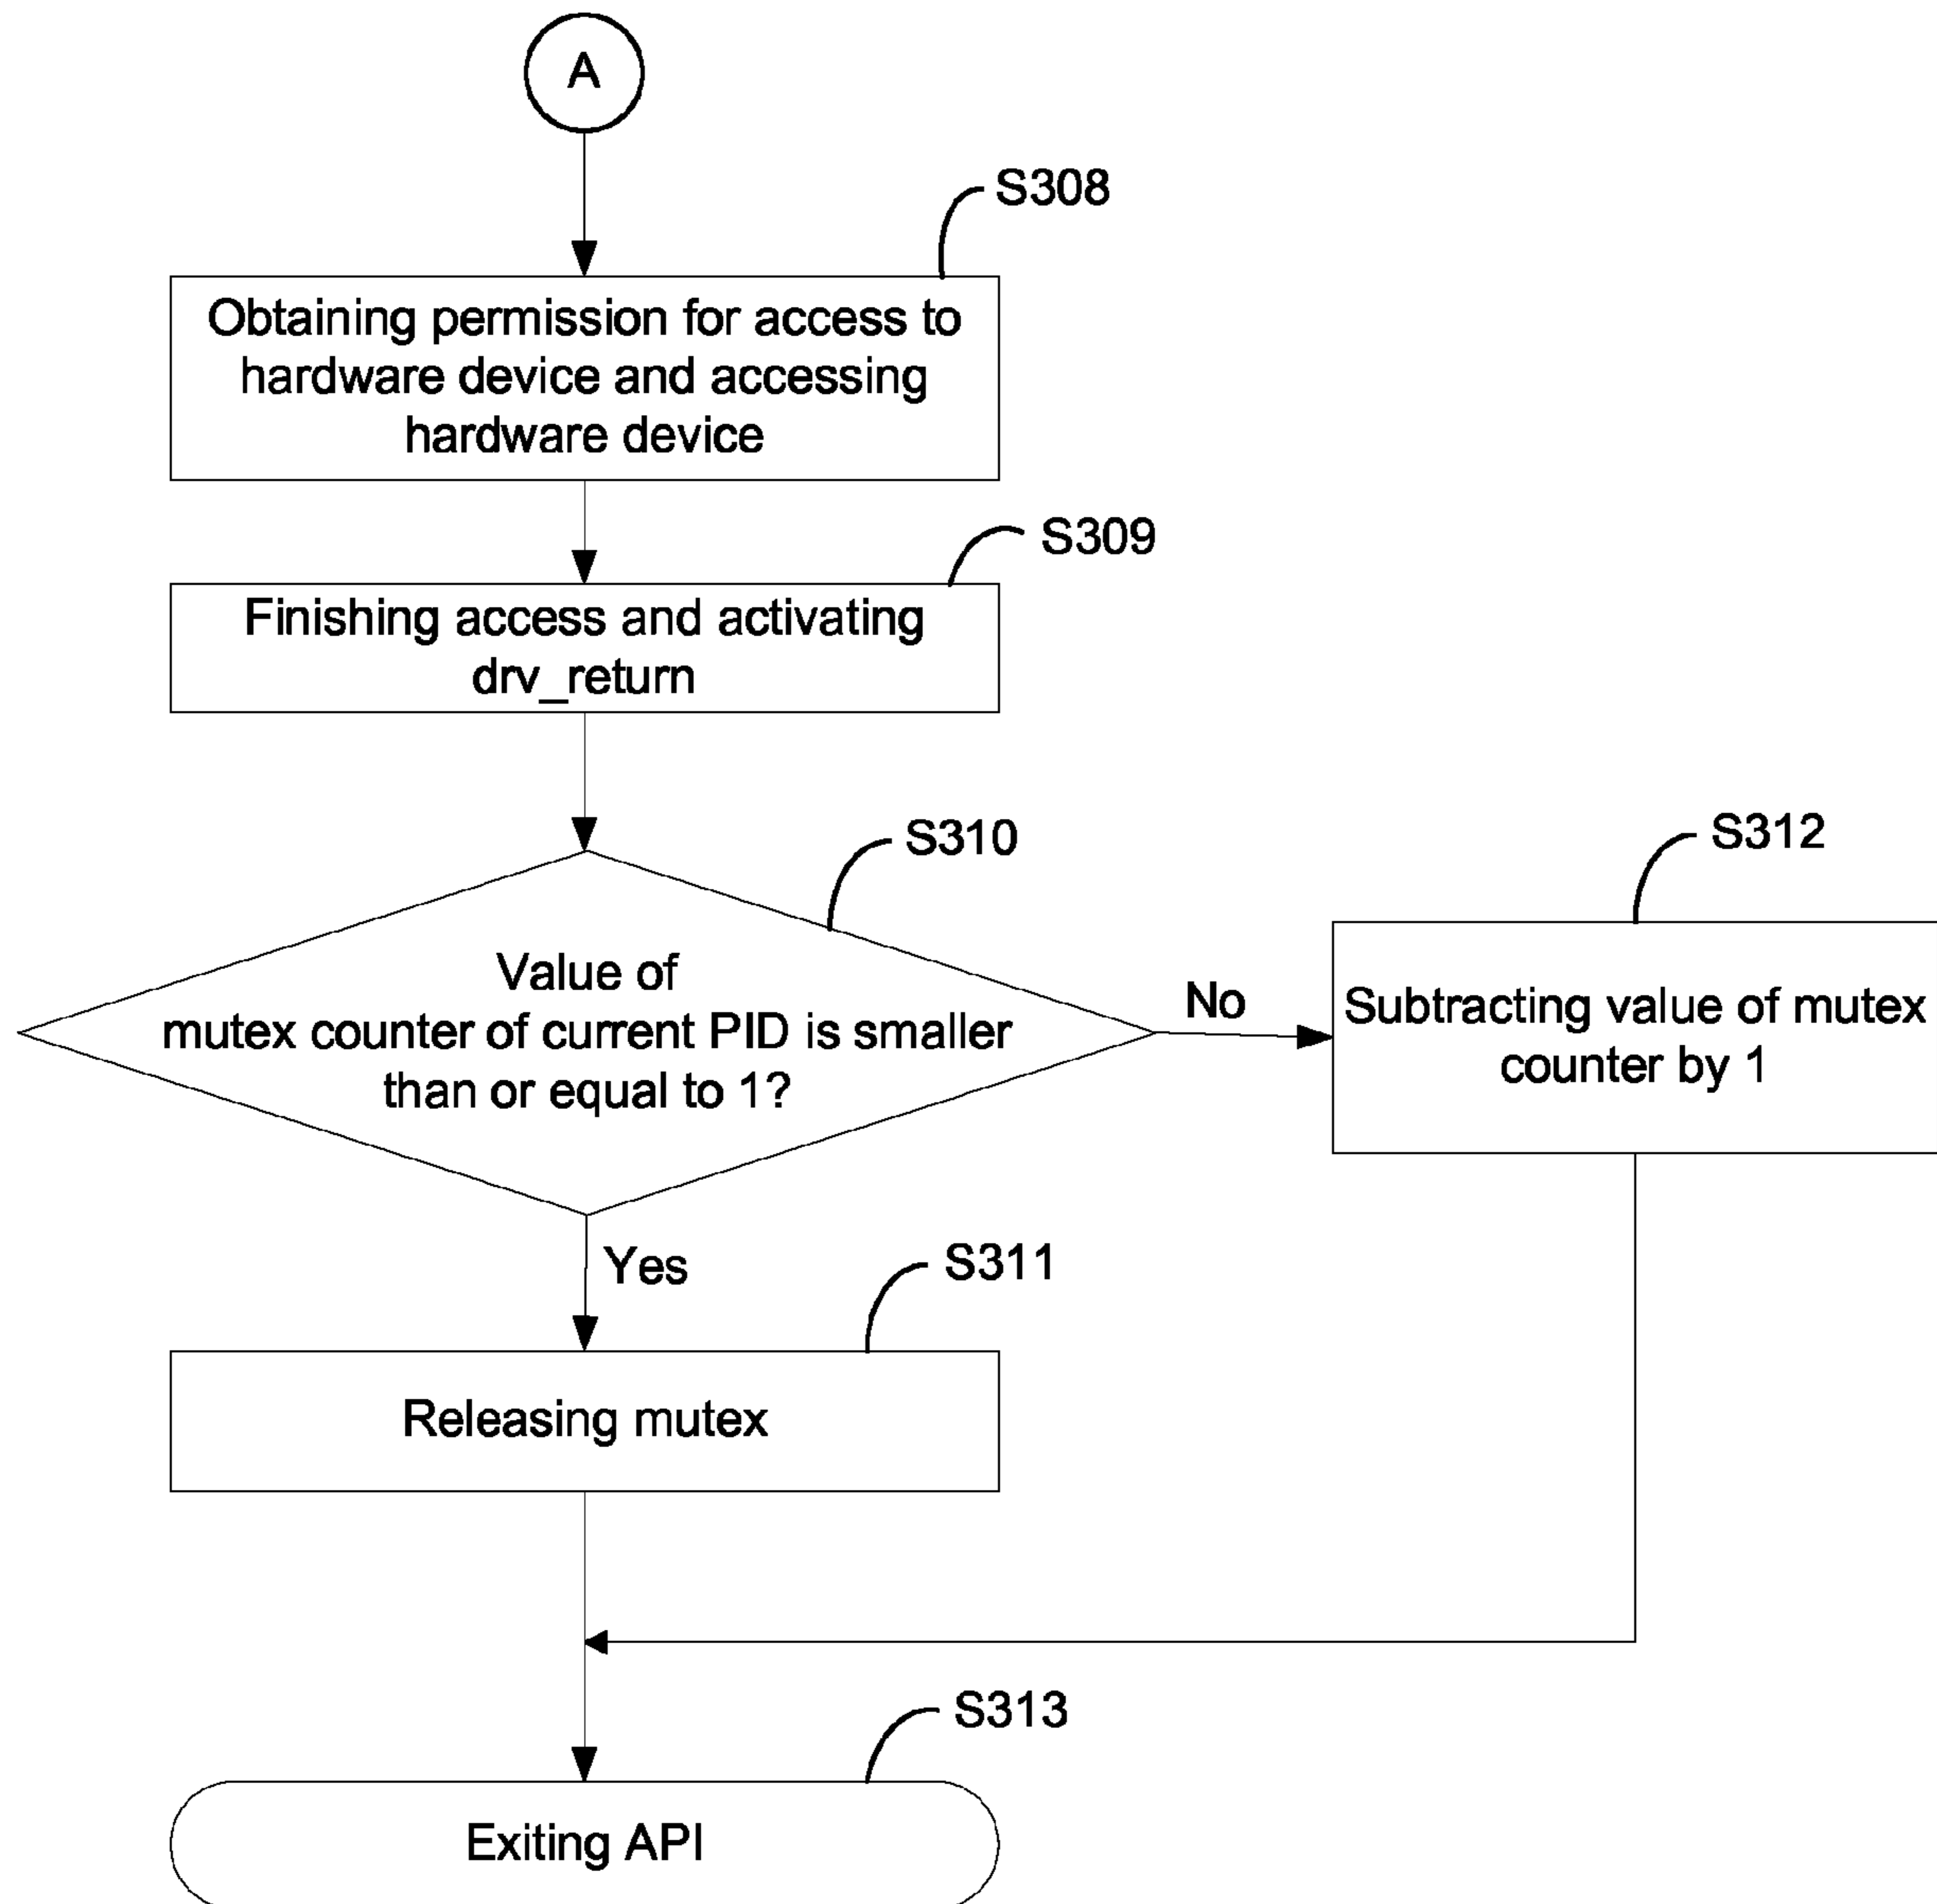 A
S308
Obtaining permission for access to
hardware device and accessing
hardware device
S309
Finishing access and activating
drv_return
S310
Value of
mutex counter of current PID is smaller
than or equal to 1?
No
S312
Subtracting value of mutex
counter by 1
Yes
S311
Releasing mutex
S313
Exiting API